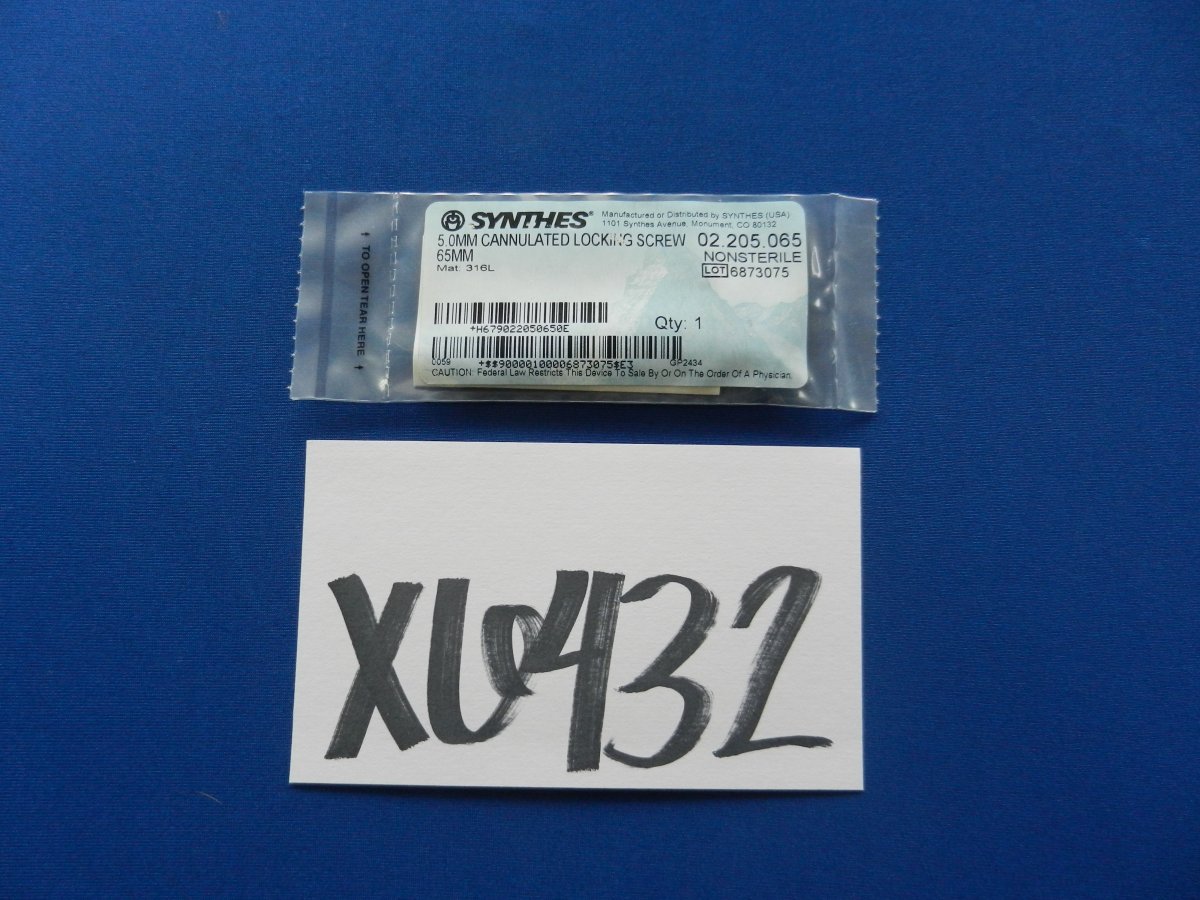 ↑ TO OPEN TEAR HERE ↑
SYNTHES®
Manufactured or Distributed by SYNTHES (USA)
1101 Synthes Avenue, Monument, CO 80132
5.0MM CANNULATED LOCKING SCREW 02.205.065
65MM NONSTERILE
Mat. 316L LOT 6873075
+H679022050650E
Qty: 1
C059 +$$90000100006873075$E3 GP2434
CAUTION: Federal Law Restricts This Device To Sale By Or On The Order Of A Physician.
XU432